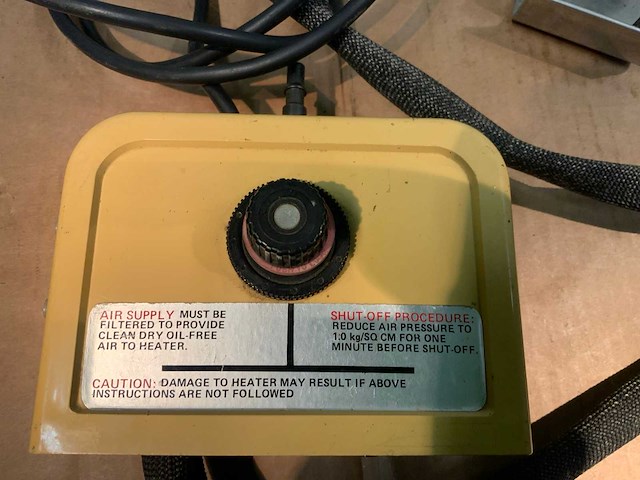 AIR SUPPLY MUST BE
FILTERED TO PROVIDE
CLEAN DRY OIL-FREE
AIR TO HEATER.
SHUT-OFF PROCEDURE:
REDUCE AIR PRESSURE TO
1.0 kg/SQ CM FOR ONE
MINUTE BEFORE SHUT-OFF.
CAUTION: DAMAGE TO HEATER MAY RESULT IF ABOVE
INSTRUCTIONS ARE NOT FOLLOWED